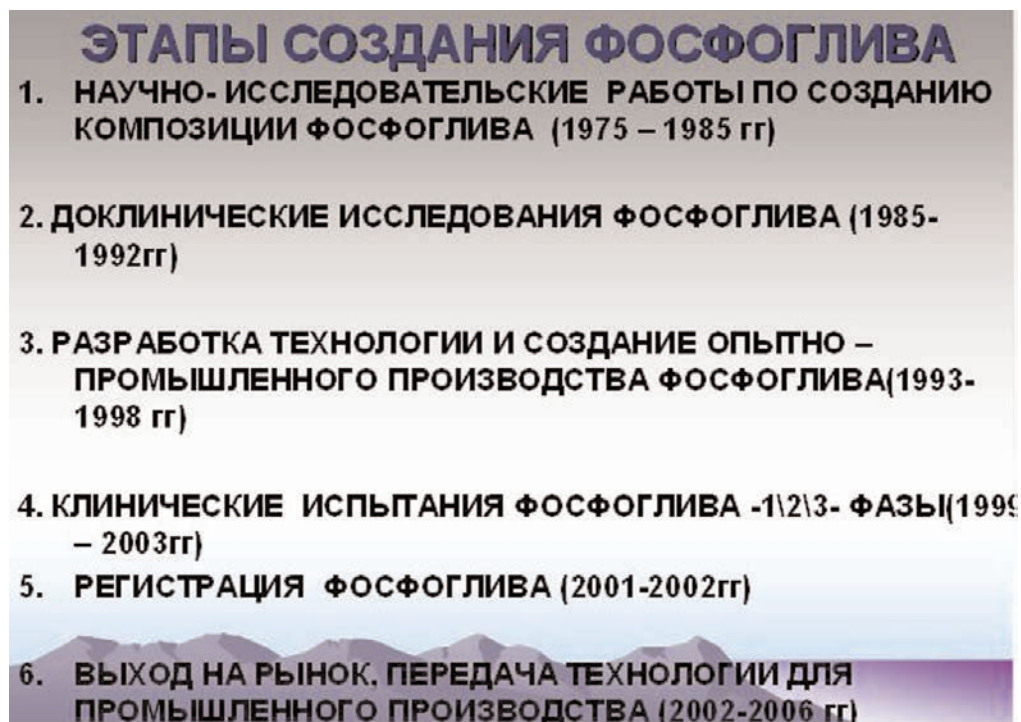 ЭТАПЫ СОЗДАНИЯ ФОСФОГЛИВА
1. НАУЧНО- ИССЛЕДОВАТЕЛЬСКИЕ РАБОТЫ ПО СОЗДАНИЮ
КОМПОЗИЦИИ ФОСФОГЛИВА (1975 – 1985 гг)
2. ДОКЛИНИЧЕСКИЕ ИССЛЕДОВАНИЯ ФОСФОГЛИВА (1985-
1992гг)
3. РАЗРАБОТКА ТЕХНОЛОГИИ И СОЗДАНИЕ ОПЫТНО –
ПРОМЫШЛЕННОГО ПРОИЗВОДСТВА ФОСФОГЛИВА(1993-
1998 гг)
4. КЛИНИЧЕСКИЕ ИСПЫТАНИЯ ФОСФОГЛИВА -1\2\3- ФАЗЫ(1999
– 2003гг)
5. РЕГИСТРАЦИЯ ФОСФОГЛИВА (2001-2002гг)
6. ВЫХОД НА РЫНОК. ПЕРЕДАЧА ТЕХНОЛОГИИ ДЛЯ
ПРОМЫШЛЕННОГО ПРОИЗВОДСТВА (2002-2006 гг)